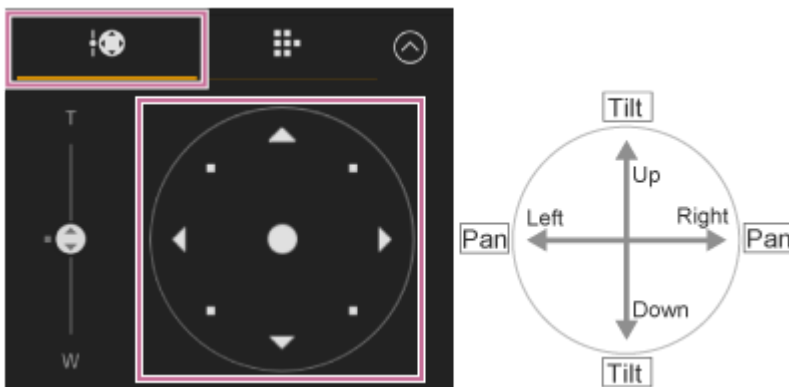 T
W
Tilt
Up
Left
Right
Pan
Pan
Down
Tilt